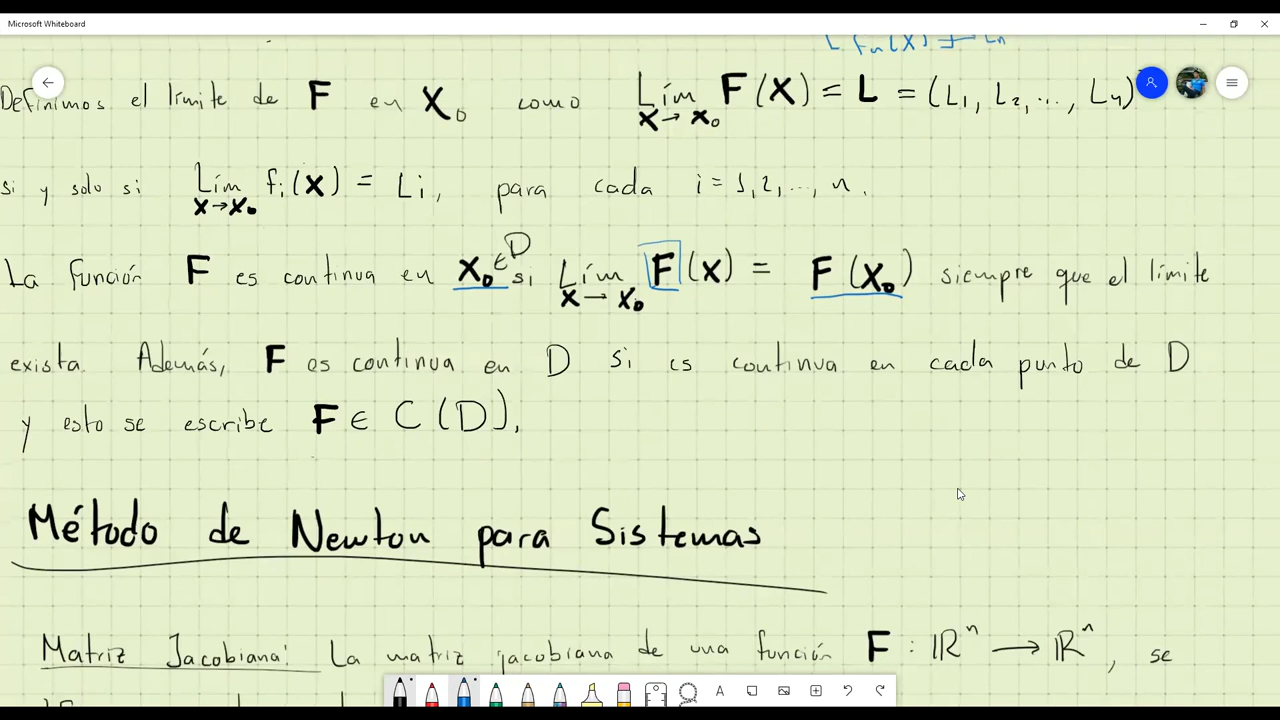 Microsoft Whiteboard
Definimos el límite de F en X₀ como Lím X→X₀ F(X) = L = (L₁, L₂, ..., Lₙ)
si y solo si Lím X→X₀ fᵢ(X) = Lᵢ, para cada i = 1, 2, ..., n.
La función F es continua en X₀ ∈ D si Lím X→X₀ F(X) = F(X₀) siempre que el límite
exista. Además, F es continua en D si es continua en cada punto de D
y esto se escribe F ∈ C(D).
Método de Newton para Sistemas
Matriz Jacobiana: La matriz jacobiana de una función F : ℝⁿ → ℝⁿ, se